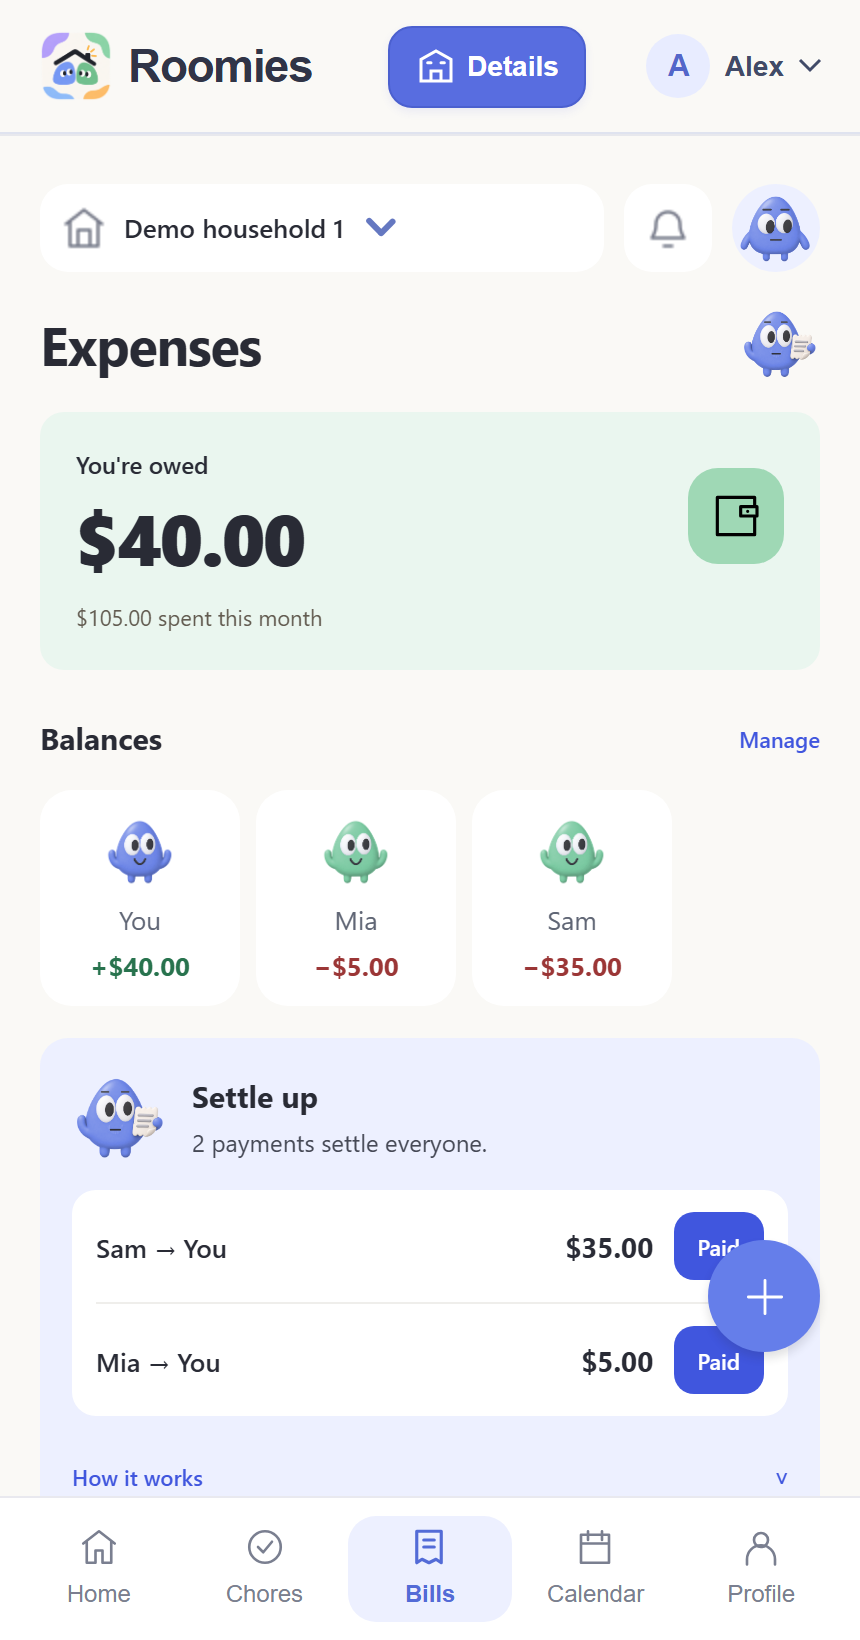 Roomies
Details
A
Alex
Demo household 1
Expenses
You're owed
$40.00
$105.00 spent this month
Balances
Manage
You
+$40.00
Mia
−$5.00
Sam
−$35.00
Settle up
2 payments settle everyone.
Sam → You
$35.00
Paid
Mia → You
$5.00
Paid
How it works
v
Home
Chores
Bills
Calendar
Profile